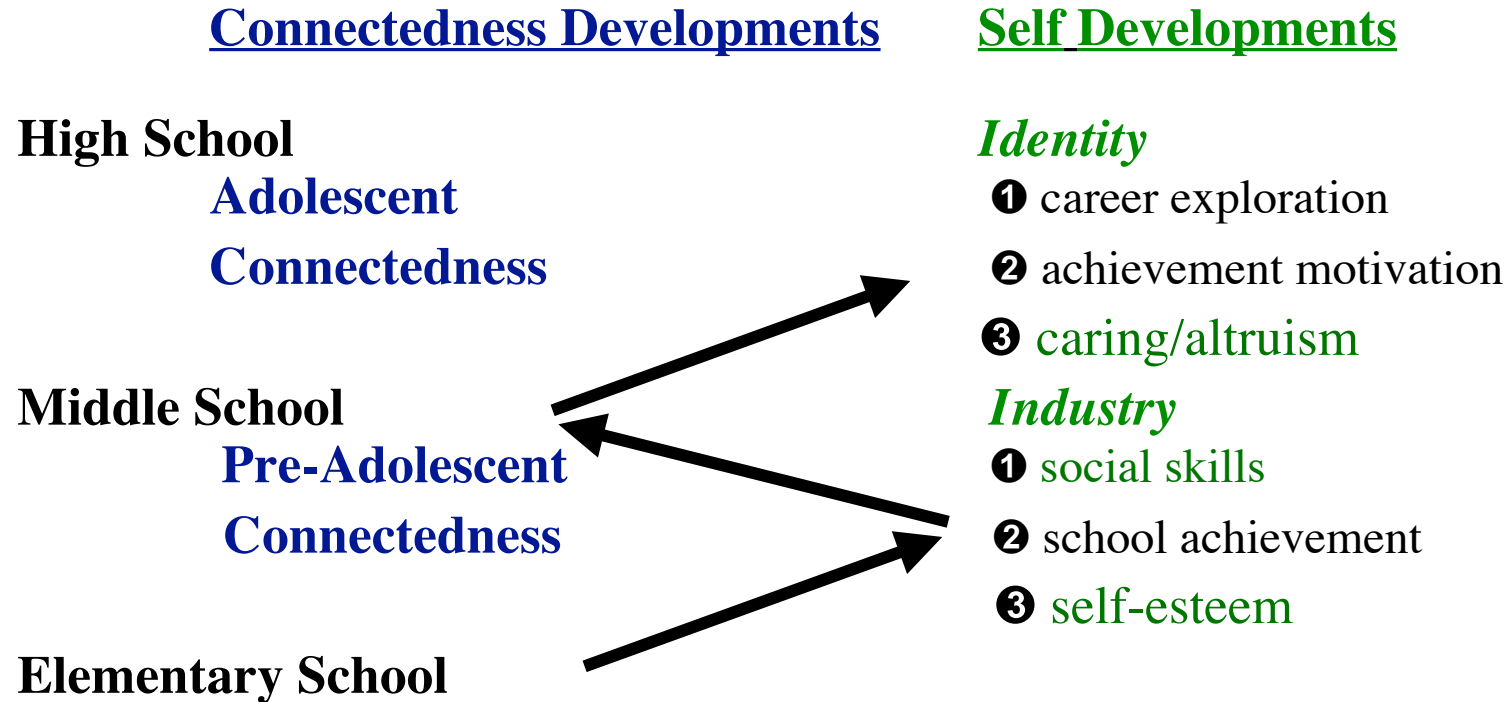 Connectedness Developments Self Developments
High School Identity
Adolescent ❶ career exploration
Connectedness ❷ achievement motivation
❸ caring/altruism
Middle School Industry
Pre-Adolescent ❶ social skills
Connectedness ❷ school achievement
❸ self-esteem
Elementary School